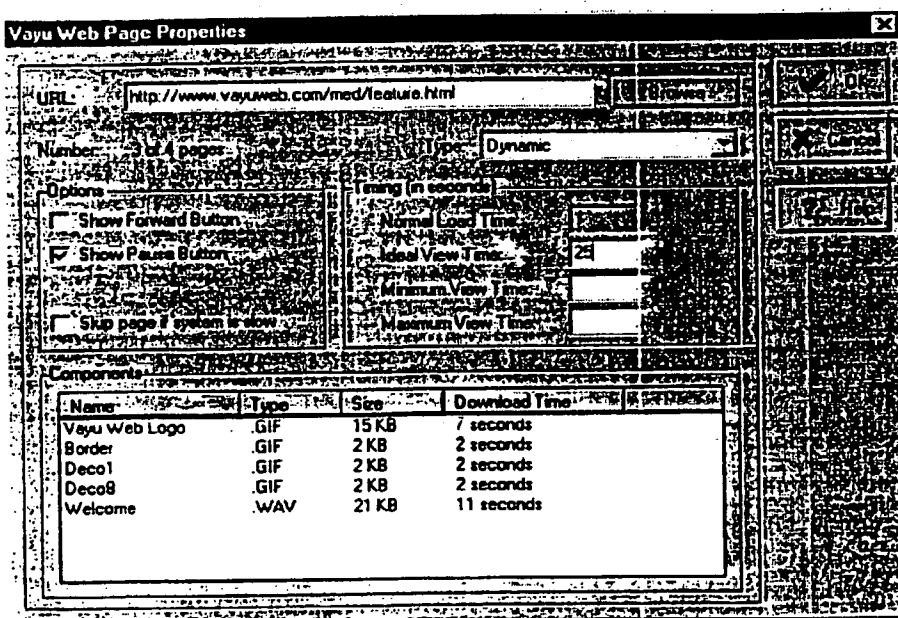 Vayu Web Page Properties
URL: http://www.vayuweb.com/med/feature.html Browse
OK
Number: 3 of 4 pages Type: Dynamic
Cancel
Options
Show Forward Button
Show Pause Button
Skip page if system is slow
Timing (in seconds)
Normal Load Time:
Ideal View Time: 25
Minimum View Time:
Maximum View Time:
Help
Components
Name Type Size Download Time
Vayu Web Logo .GIF 15 KB 7 seconds
Border .GIF 2 KB 2 seconds
Deco1 .GIF 2 KB 2 seconds
Deco8 .GIF 2 KB 2 seconds
Welcome .WAV 21 KB 11 seconds